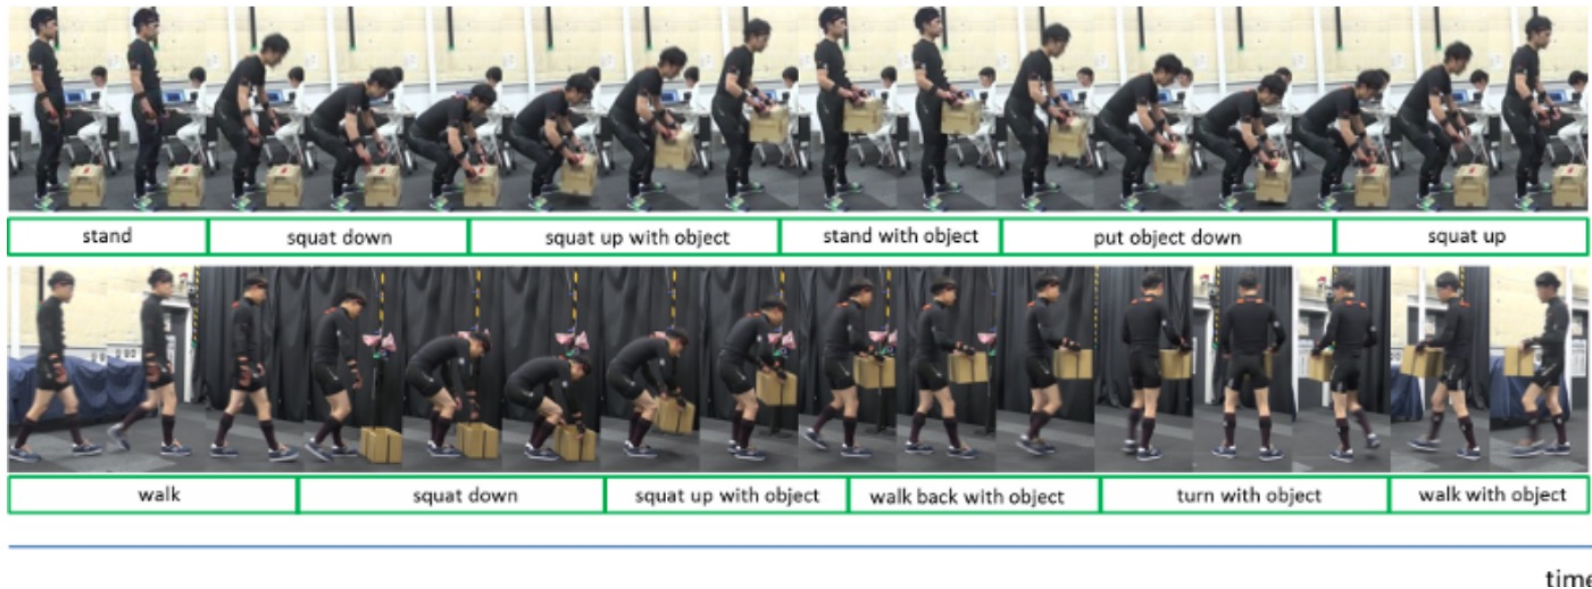 stand squat down squat up with object stand with object put object down squat up
walk squat down squat up with object walk back with object turn with object walk with object
time